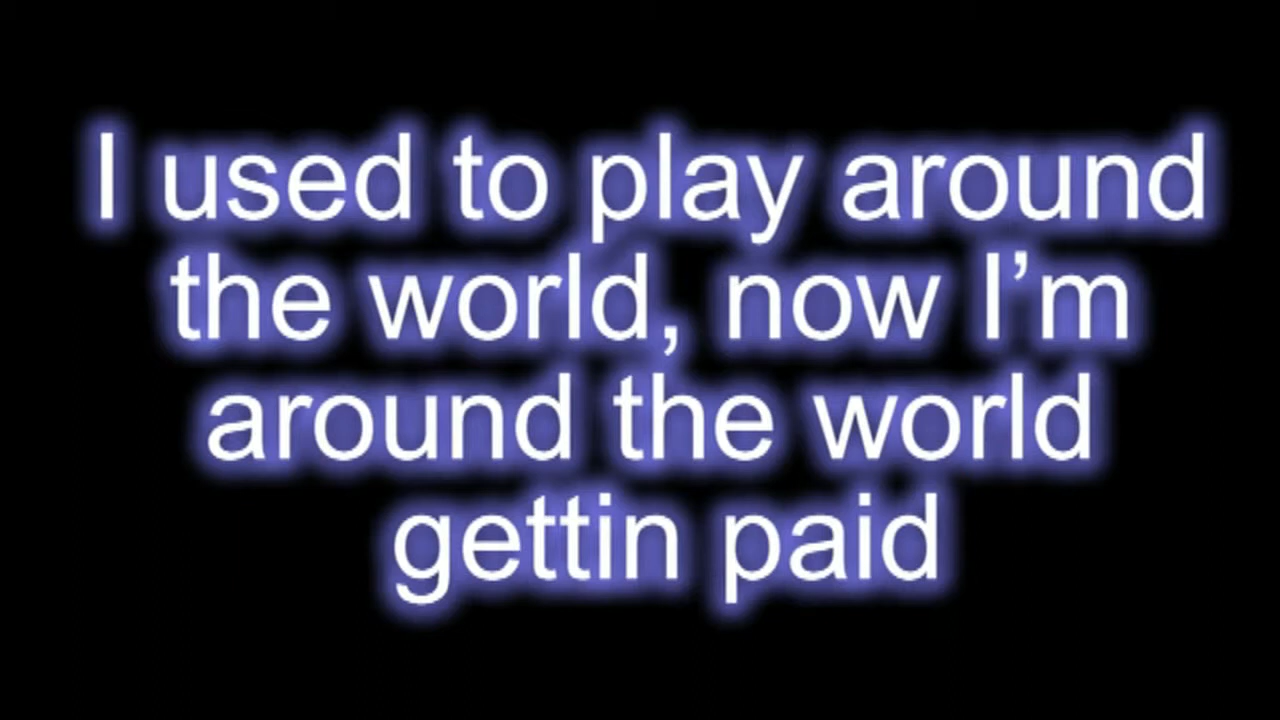 I used to play around
the world, now I’m
around the world
gettin paid